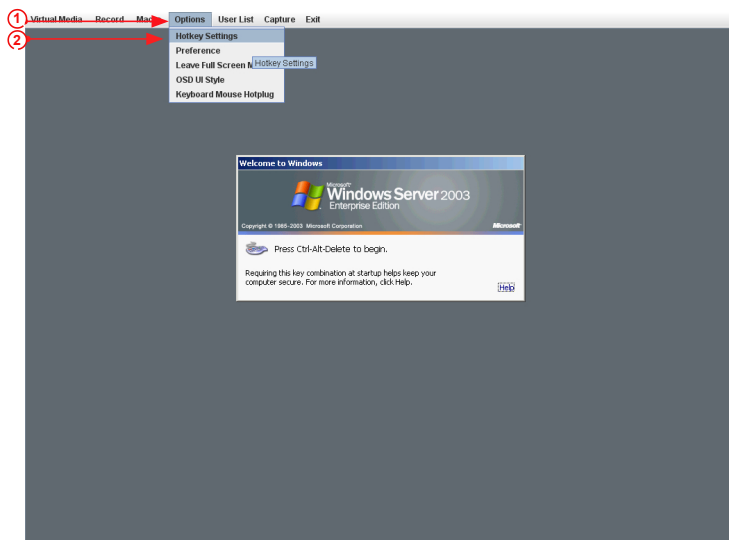 1
2
Virtual Media Record Options User List Capture Exit
Hotkey Settings
Preference
Leave Full Screen
Hotkey Settings
OSD UI Style
Keyboard Mouse Hotplug
Welcome to Windows
Microsoft
Windows Server 2003
Enterprise Edition
Copyright © 1985-2003 Microsoft Corporation
Microsoft
Press Ctrl-Alt-Delete to begin.
Requiring this key combination at startup helps keep your
computer secure. For more information, click Help.
Help